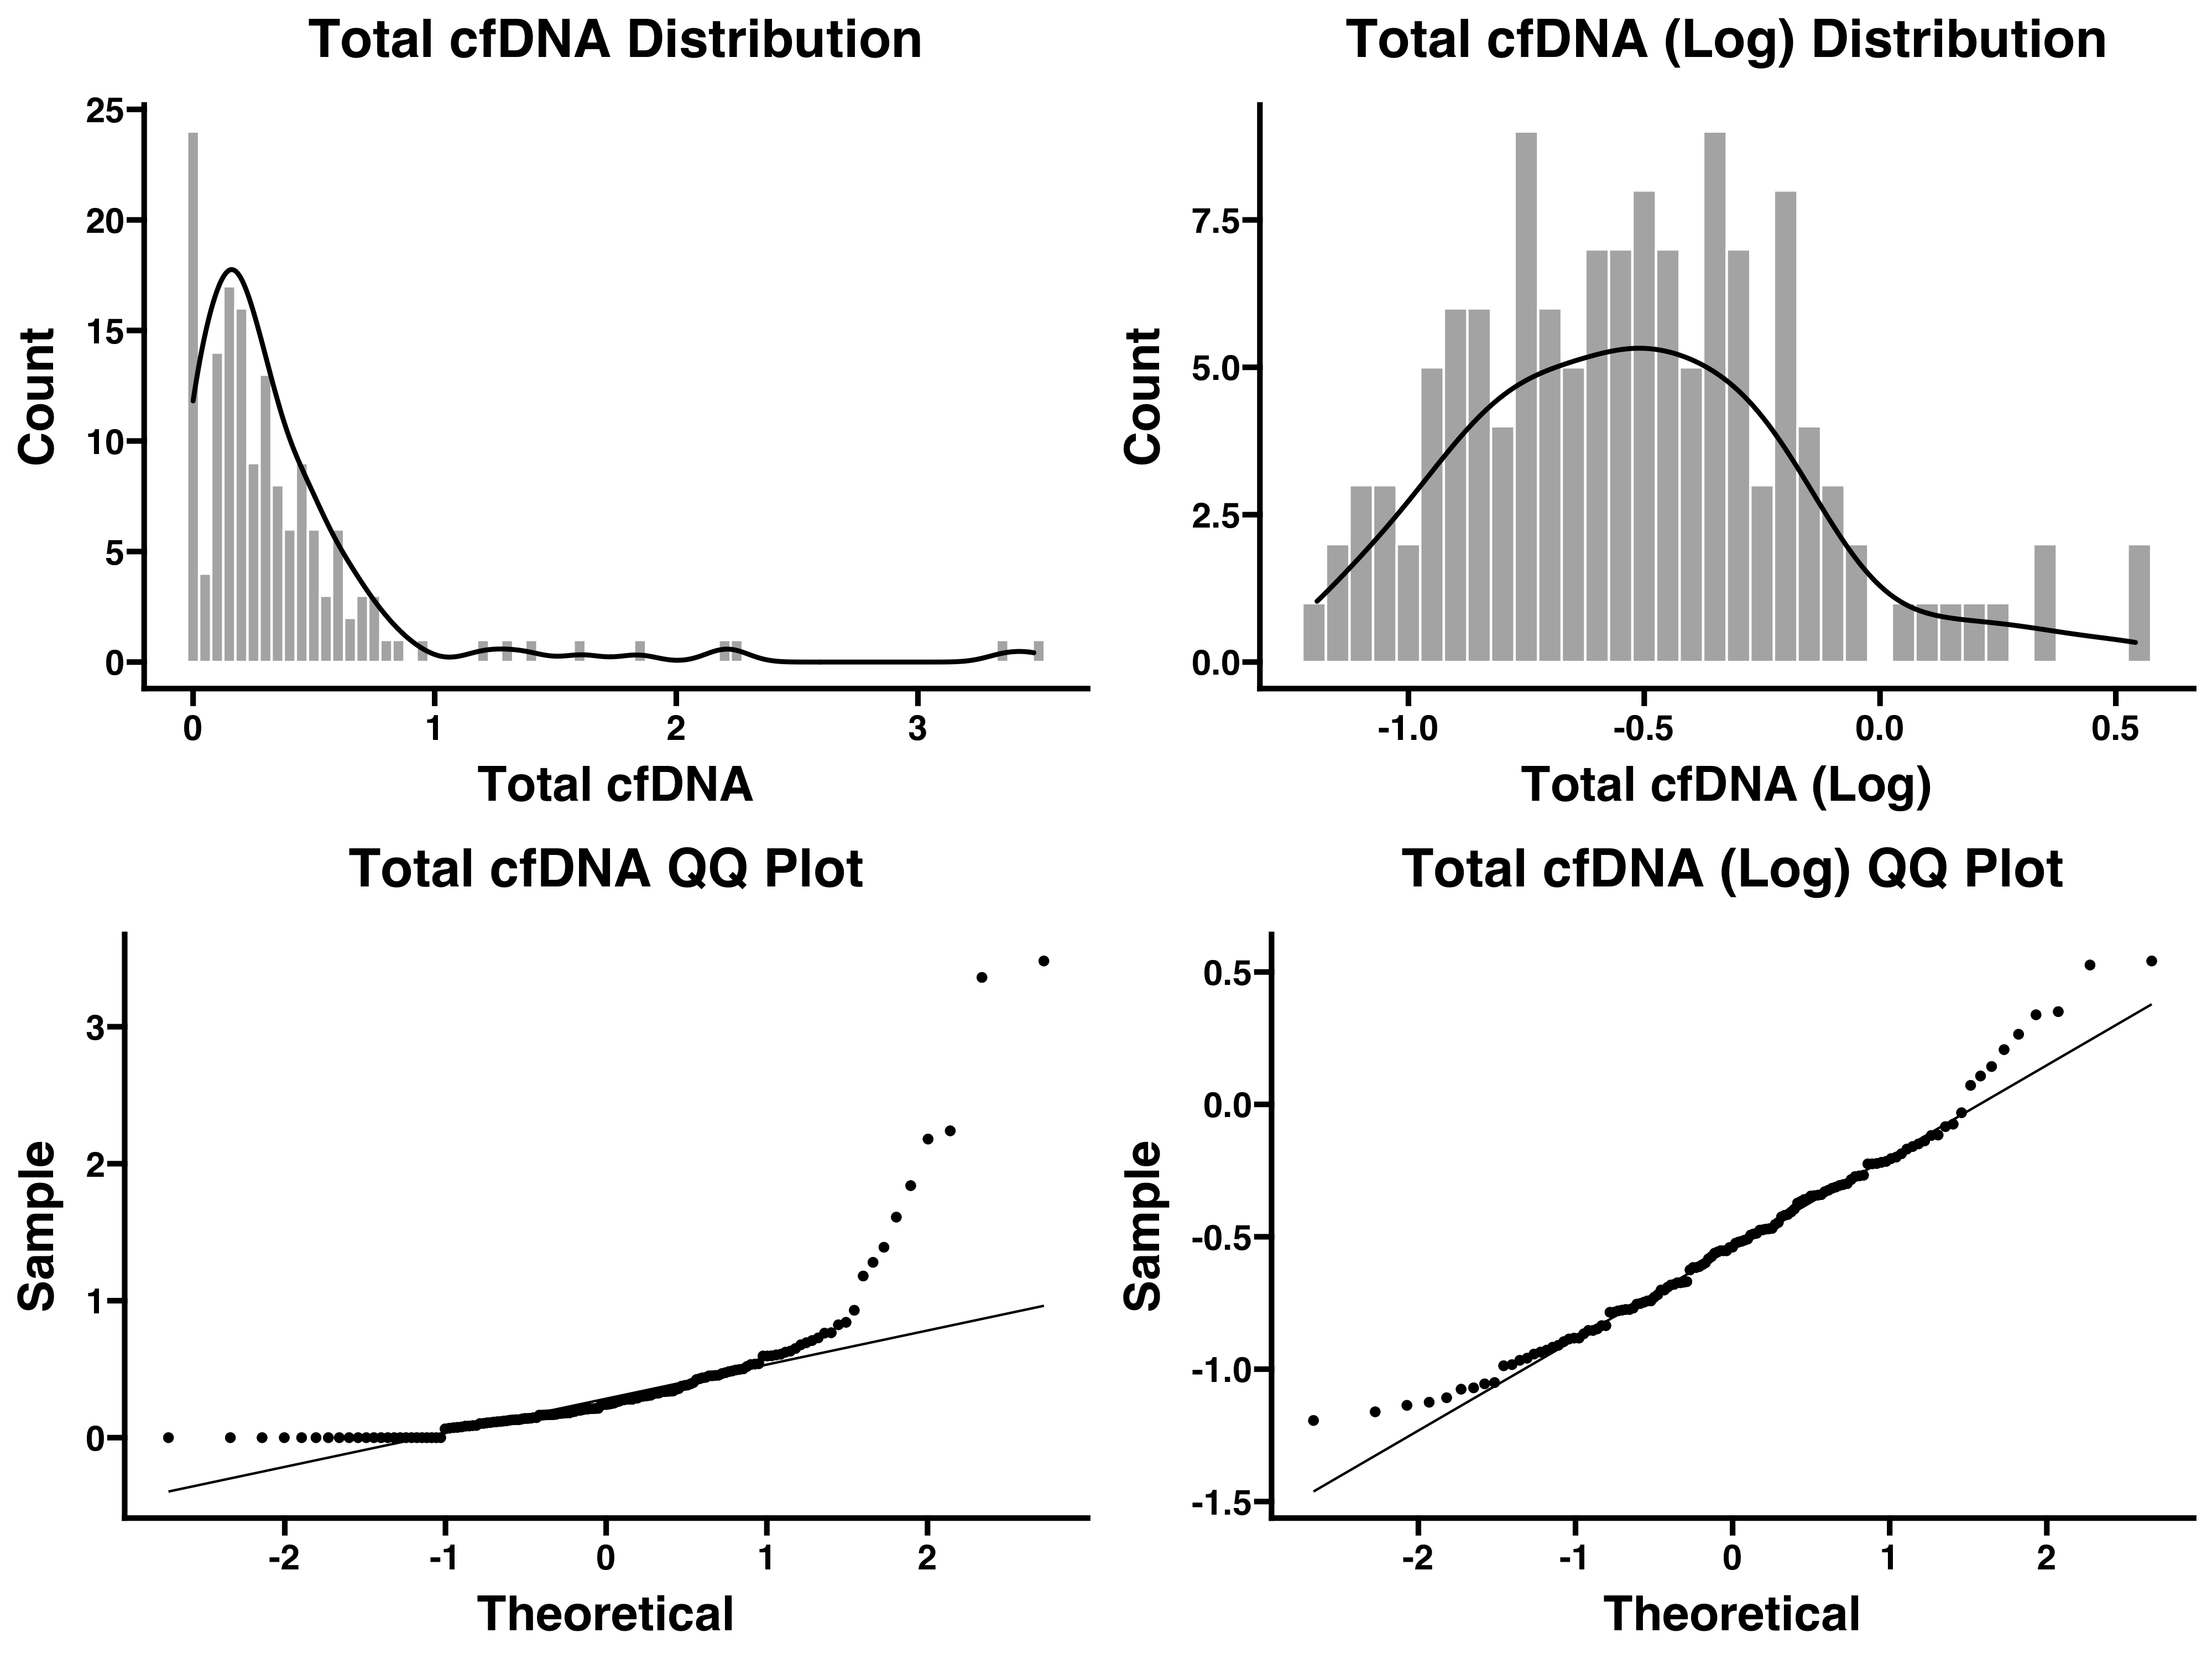 Total cfDNA Distribution
25
20
15
10
5
0
Count
0 1 2 3
Total cfDNA
Total cfDNA (Log) Distribution
7.5
5.0
2.5
0.0
Count
-1.0 -0.5 0.0 0.5
Total cfDNA (Log)
Total cfDNA QQ Plot
3
2
1
0
Sample
-2 -1 0 1 2
Theoretical
Total cfDNA (Log) QQ Plot
0.5
0.0
-0.5
-1.0
-1.5
Sample
-2 -1 0 1 2
Theoretical